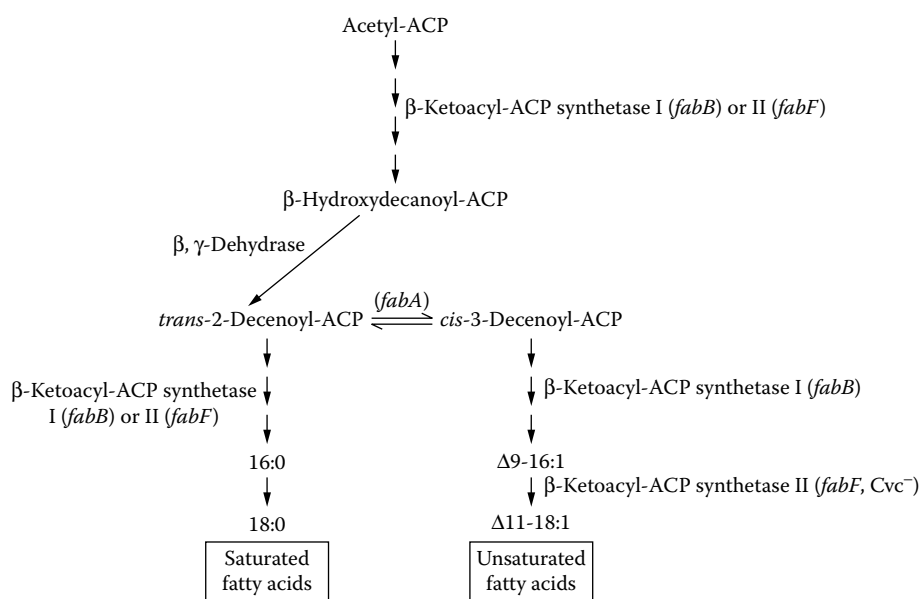 Acetyl-ACP
β-Ketoacyl-ACP synthetase I (fabB) or II (fabF)
β-Hydroxydecanoyl-ACP
β, γ-Dehydrase
(fabA)
trans-2-Decenoyl-ACP
cis-3-Decenoyl-ACP
β-Ketoacyl-ACP synthetase
I (fabB) or II (fabF)
β-Ketoacyl-ACP synthetase I (fabB)
16:0
Δ9-16:1
β-Ketoacyl-ACP synthetase II (fabF, Cvc⁻)
18:0
Δ11-18:1
Saturated
fatty acids
Unsaturated
fatty acids